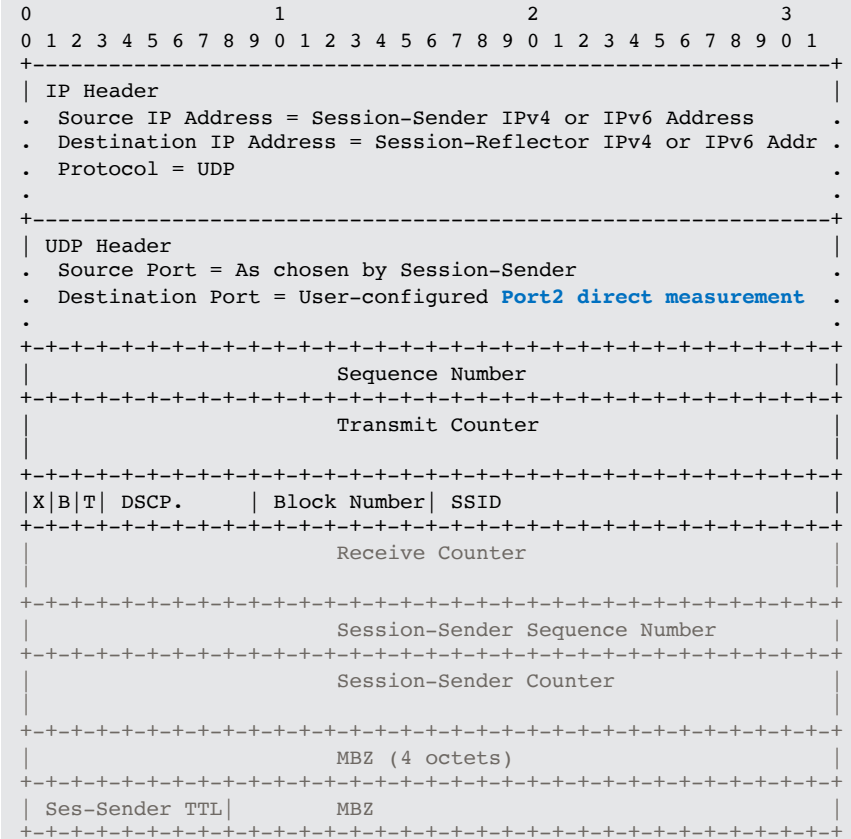 0                   1                   2                   3
0 1 2 3 4 5 6 7 8 9 0 1 2 3 4 5 6 7 8 9 0 1 2 3 4 5 6 7 8 9 0 1
+---------------------------------------------------------------+
| IP Header                                                     |
.  Source IP Address = Session-Sender IPv4 or IPv6 Address      .
.  Destination IP Address = Session-Reflector IPv4 or IPv6 Addr .
.  Protocol = UDP                                               .
.                                                               .
+---------------------------------------------------------------+
| UDP Header                                                    |
.  Source Port = As chosen by Session-Sender                    .
.  Destination Port = User-configured Port2 direct measurement  .
.                                                               .
+-+-+-+-+-+-+-+-+-+-+-+-+-+-+-+-+-+-+-+-+-+-+-+-+-+-+-+-+-+-+-+-+
|                        Sequence Number                        |
+-+-+-+-+-+-+-+-+-+-+-+-+-+-+-+-+-+-+-+-+-+-+-+-+-+-+-+-+-+-+-+-+
|                        Transmit Counter                       |
|                                                               |
+-+-+-+-+-+-+-+-+-+-+-+-+-+-+-+-+-+-+-+-+-+-+-+-+-+-+-+-+-+-+-+-+
|X|B|T| DSCP.     | Block Number| SSID                          |
+-+-+-+-+-+-+-+-+-+-+-+-+-+-+-+-+-+-+-+-+-+-+-+-+-+-+-+-+-+-+-+-+
|                        Receive Counter                        |
|                                                               |
+-+-+-+-+-+-+-+-+-+-+-+-+-+-+-+-+-+-+-+-+-+-+-+-+-+-+-+-+-+-+-+-+
|                        Session-Sender Sequence Number         |
+-+-+-+-+-+-+-+-+-+-+-+-+-+-+-+-+-+-+-+-+-+-+-+-+-+-+-+-+-+-+-+-+
|                        Session-Sender Counter                 |
|                                                               |
+-+-+-+-+-+-+-+-+-+-+-+-+-+-+-+-+-+-+-+-+-+-+-+-+-+-+-+-+-+-+-+-+
|                        MBZ (4 octets)                         |
+-+-+-+-+-+-+-+-+-+-+-+-+-+-+-+-+-+-+-+-+-+-+-+-+-+-+-+-+-+-+-+-+
| Ses-Sender TTL|        MBZ                                    |
+-+-+-+-+-+-+-+-+-+-+-+-+-+-+-+-+-+-+-+-+-+-+-+-+-+-+-+-+-+-+-+-+